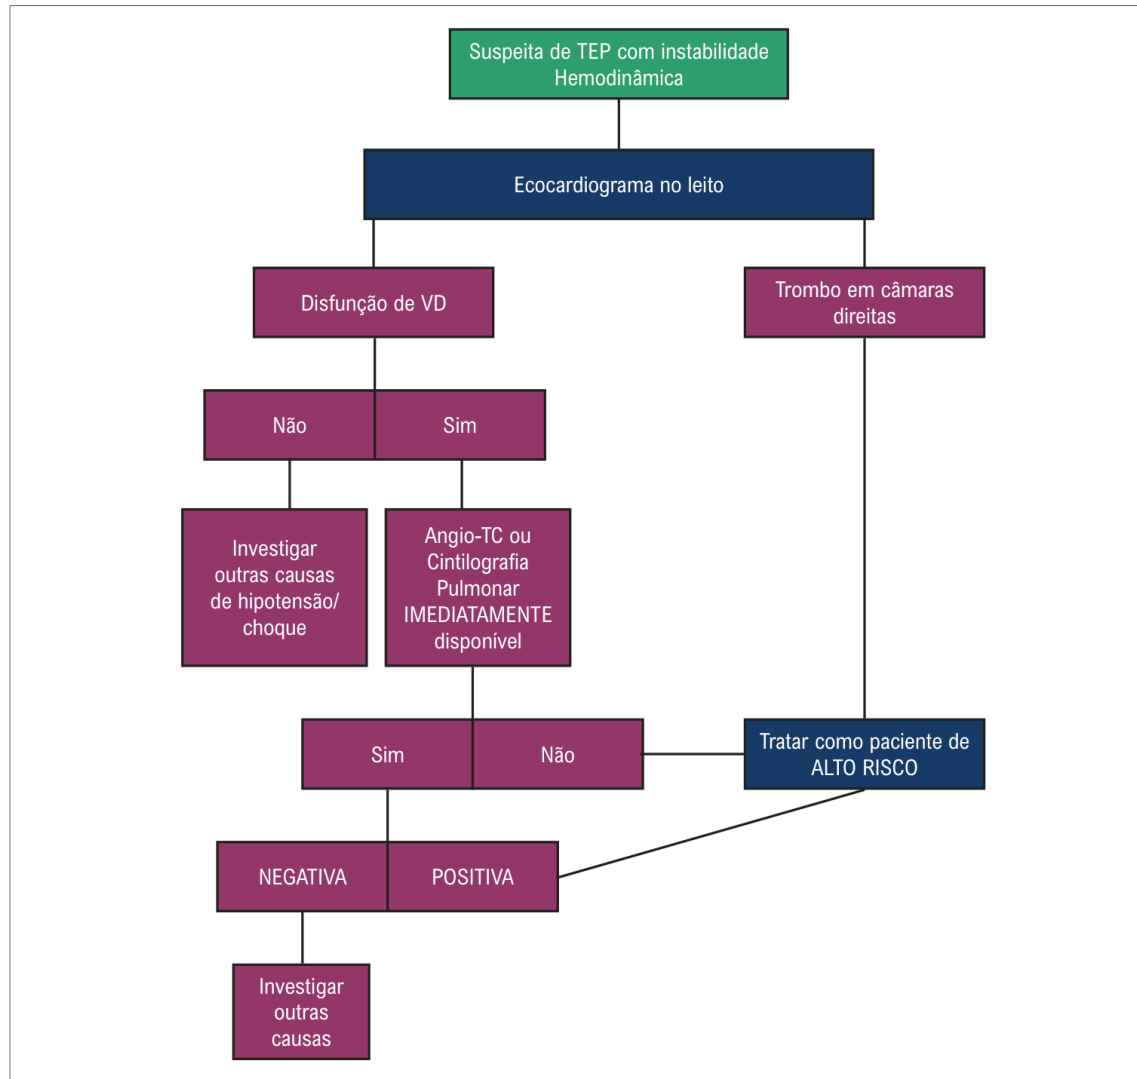 Suspeita de TEP com instabilidade
Hemodinâmica
Ecocardiograma no leito
Disfunção de VD
Trombo em câmaras
direitas
Não
Sim
Investigar
outras causas
de hipotensão/
choque
Angio-TC ou
Cintilografia
Pulmonar
IMEDIATAMENTE
disponível
Sim
Não
Tratar como paciente de
ALTO RISCO
NEGATIVA
POSITIVA
Investigar
outras
causas